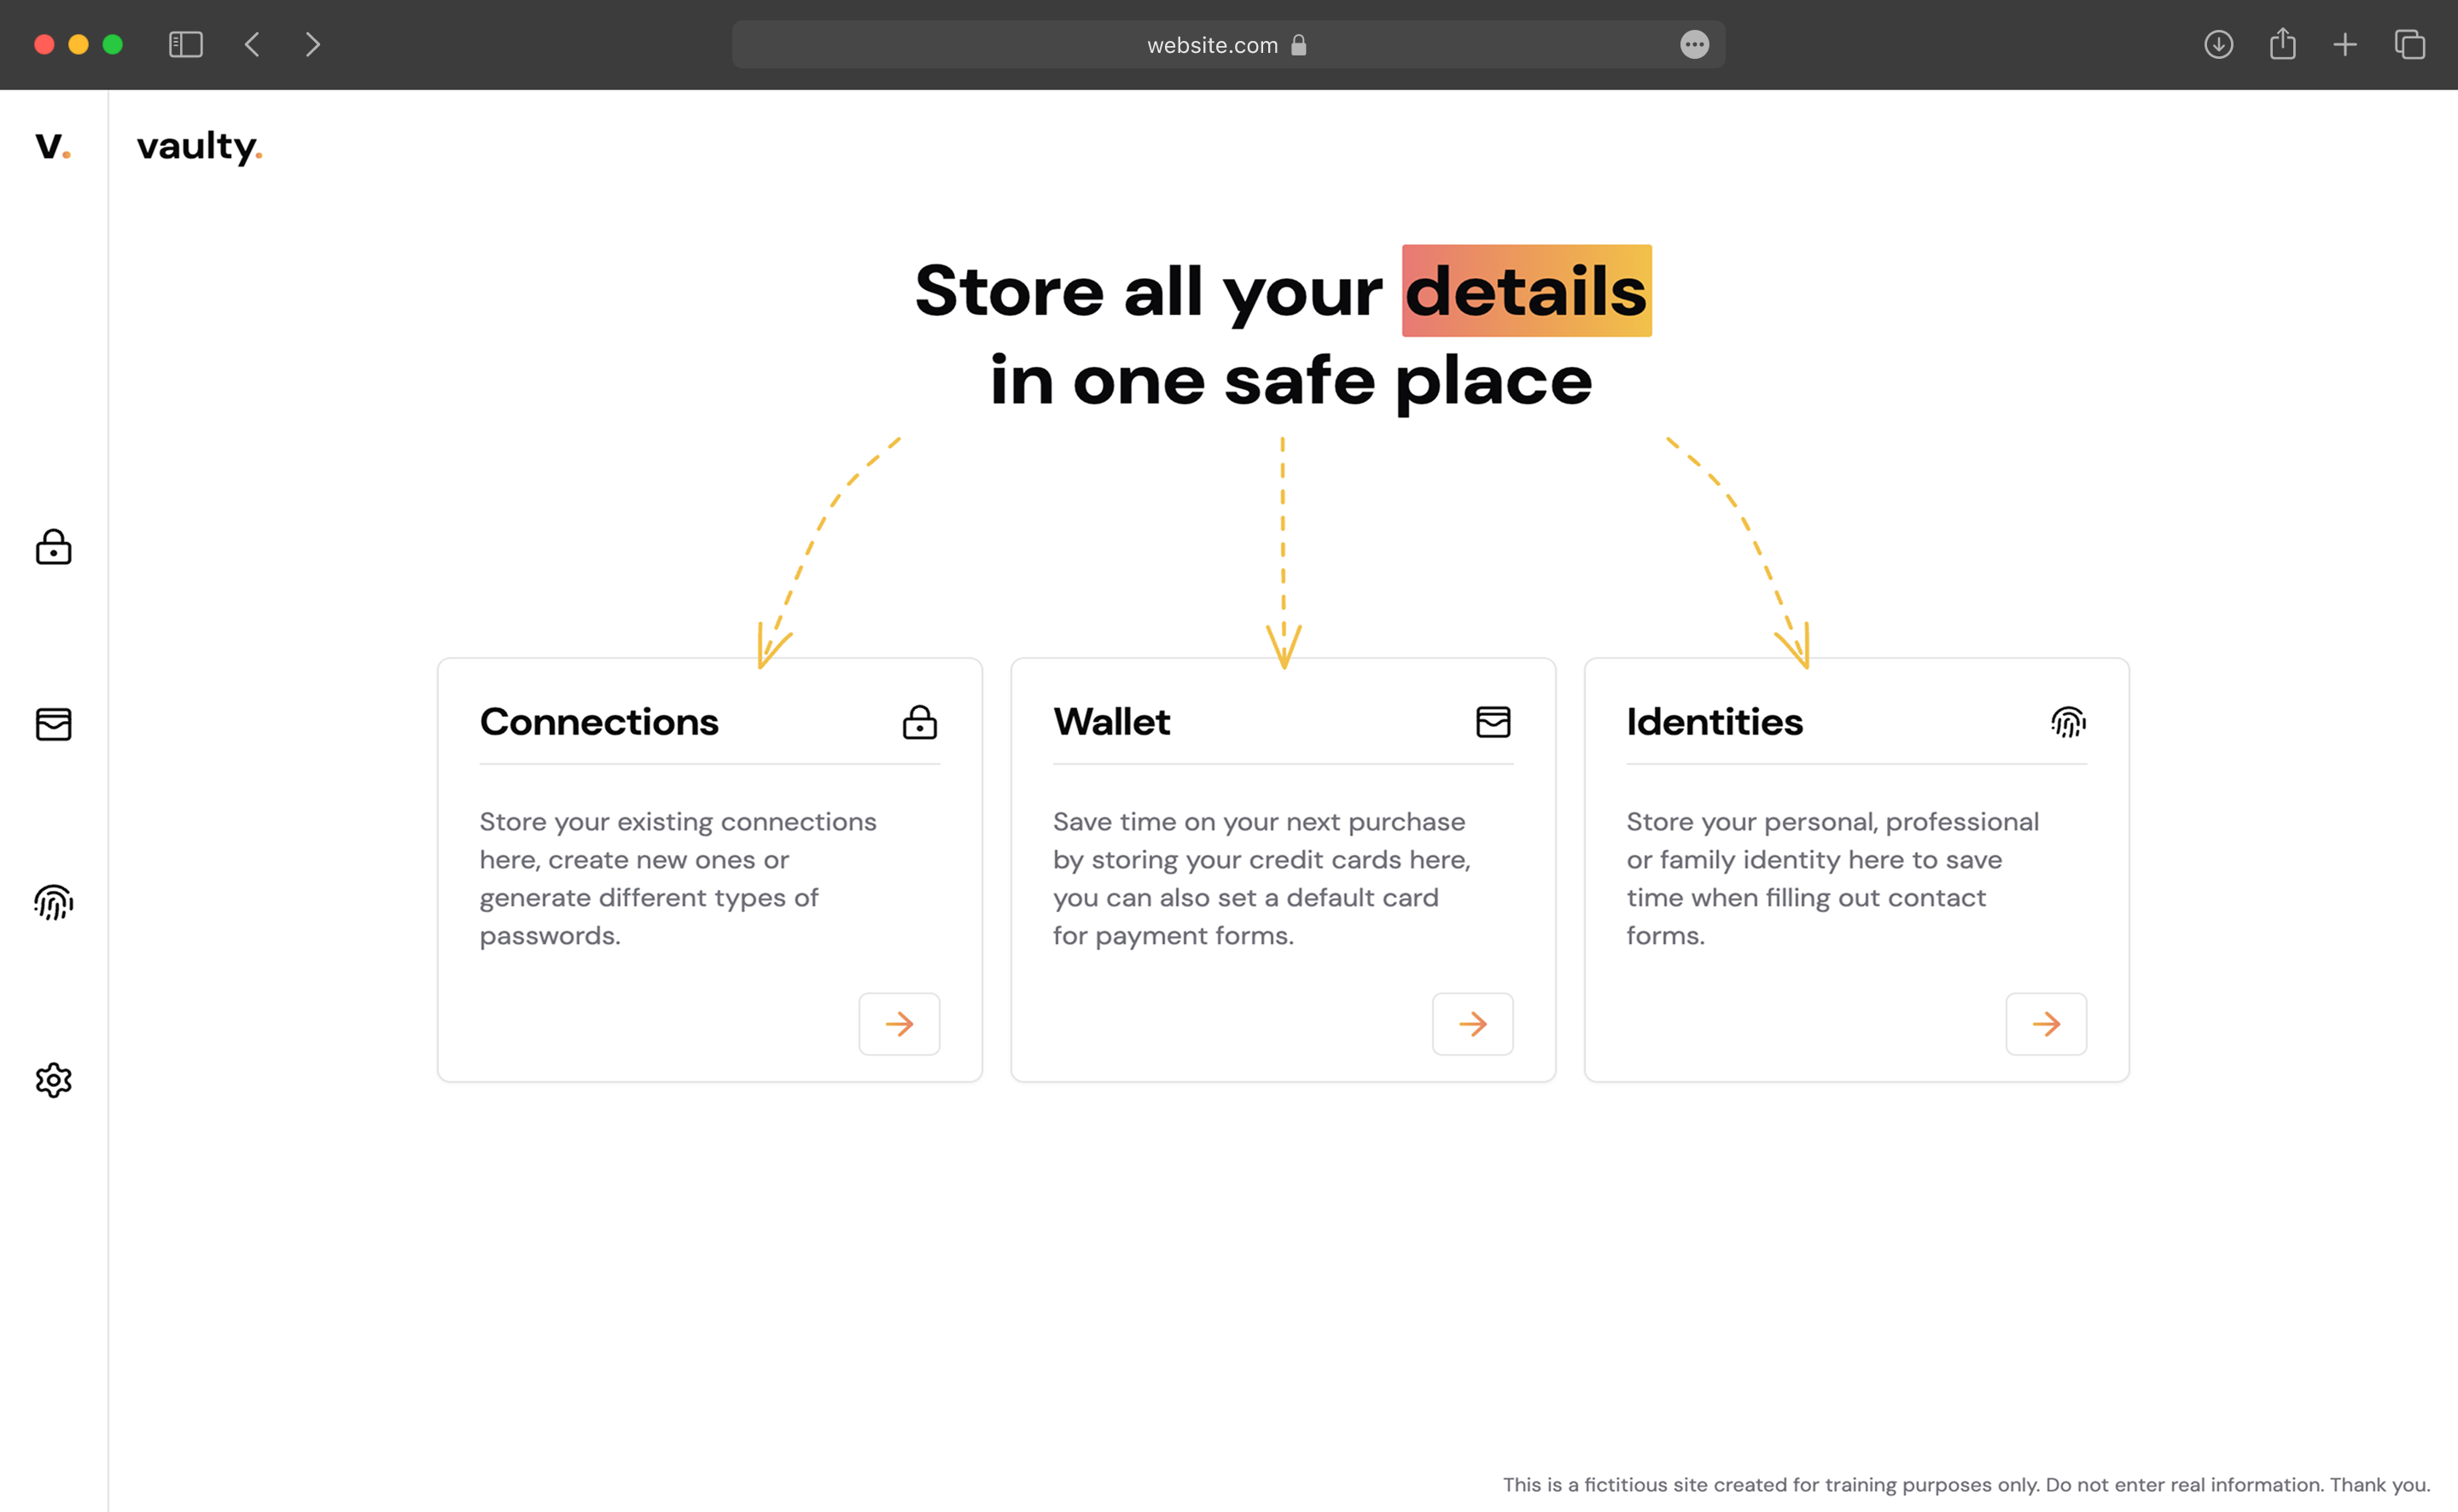 website.com
v.
vaulty.
Store all your details
in one safe place
Connections
Store your existing connections
here, create new ones or
generate different types of
passwords.
Wallet
Save time on your next purchase
by storing your credit cards here,
you can also set a default card
for payment forms.
Identities
Store your personal, professional
or family identity here to save
time when filling out contact
forms.
This is a fictitious site created for training purposes only. Do not enter real information. Thank you.